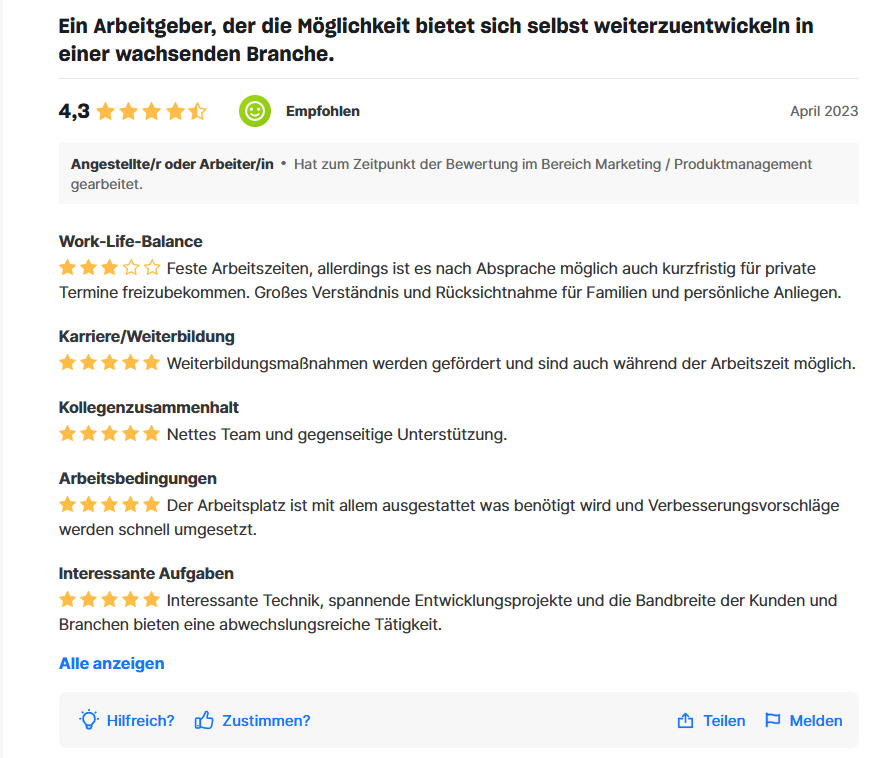 Ein Arbeitgeber, der die Möglichkeit bietet sich selbst weiterzuentwickeln in
einer wachsenden Branche.
4,3 Empfohlen April 2023
Angestellte/r oder Arbeiter/in • Hat zum Zeitpunkt der Bewertung im Bereich Marketing / Produktmanagement
gearbeitet.
Work-Life-Balance
Feste Arbeitszeiten, allerdings ist es nach Absprache möglich auch kurzfristig für private
Termine freizubekommen. Großes Verständnis und Rücksichtnahme für Familien und persönliche Anliegen.
Karriere/Weiterbildung
Weiterbildungsmaßnahmen werden gefördert und sind auch während der Arbeitszeit möglich.
Kollegenzusammenhalt
Nettes Team und gegenseitige Unterstützung.
Arbeitsbedingungen
Der Arbeitsplatz ist mit allem ausgestattet was benötigt wird und Verbesserungsvorschläge
werden schnell umgesetzt.
Interessante Aufgaben
Interessante Technik, spannende Entwicklungsprojekte und die Bandbreite der Kunden und
Branchen bieten eine abwechslungsreiche Tätigkeit.
Alle anzeigen
Hilfreich? Zustimmen? Teilen Melden